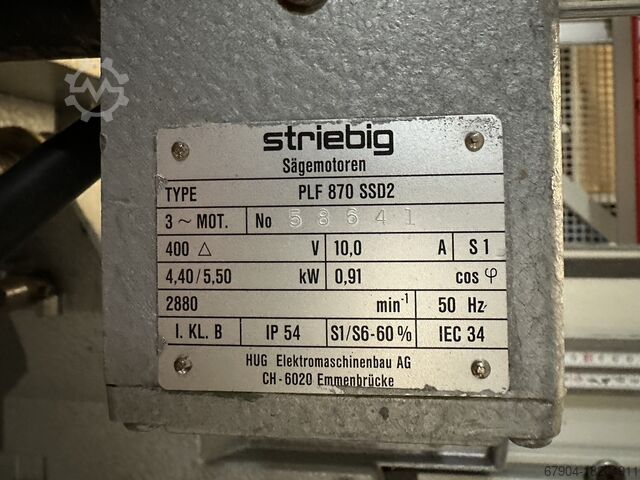 striebig
Sägemotoren
TYPE PLF 870 SSD2
3 ~ MOT. No 58641
400 △ V 10,0 A S 1
4,40/5,50 kW 0,91 cos φ
2880 min⁻¹ 50 Hz
I. KL. B IP 54 S1/S6-60% IEC 34
HUG Elektromaschinenbau AG
CH-6020 Emmenbrücke